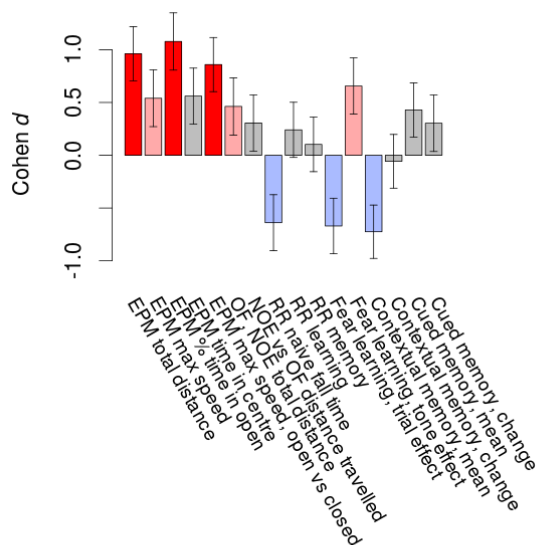 1.0
0.5
0.0
-1.0
Cohen d
EPM total distance
EPM max speed
EPM % time in open
EPM time in centre
EPM max speed, open vs closed
OF, NOE total distance
NOE vs OF distance travelled
RR naive fall time
RR learning
RR memory
Fear learning, trial effect
Fear learning, tone effect
Contextual memory, mean
Contextual memory, change
Cued memory, mean
Cued memory, change